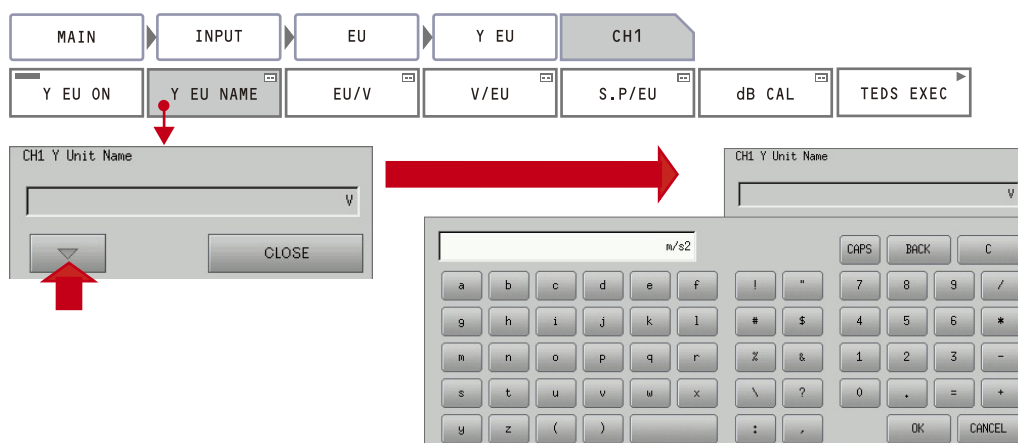 MAIN INPUT EU Y EU CH1
Y EU ON Y EU NAME EU/V V/EU S.P/EU dB CAL TEDS EXEC
CH1 Y Unit Name
V
CLOSE
CH1 Y Unit Name
V
m/s2
CAPS BACK C
a b c d e f ! " 7 8 9 /
g h i j k l # $ 4 5 6 *
m n o p q r % & 1 2 3 -
s t u v w x \ ? 0 . = +
y z ( ) : , OK CANCEL